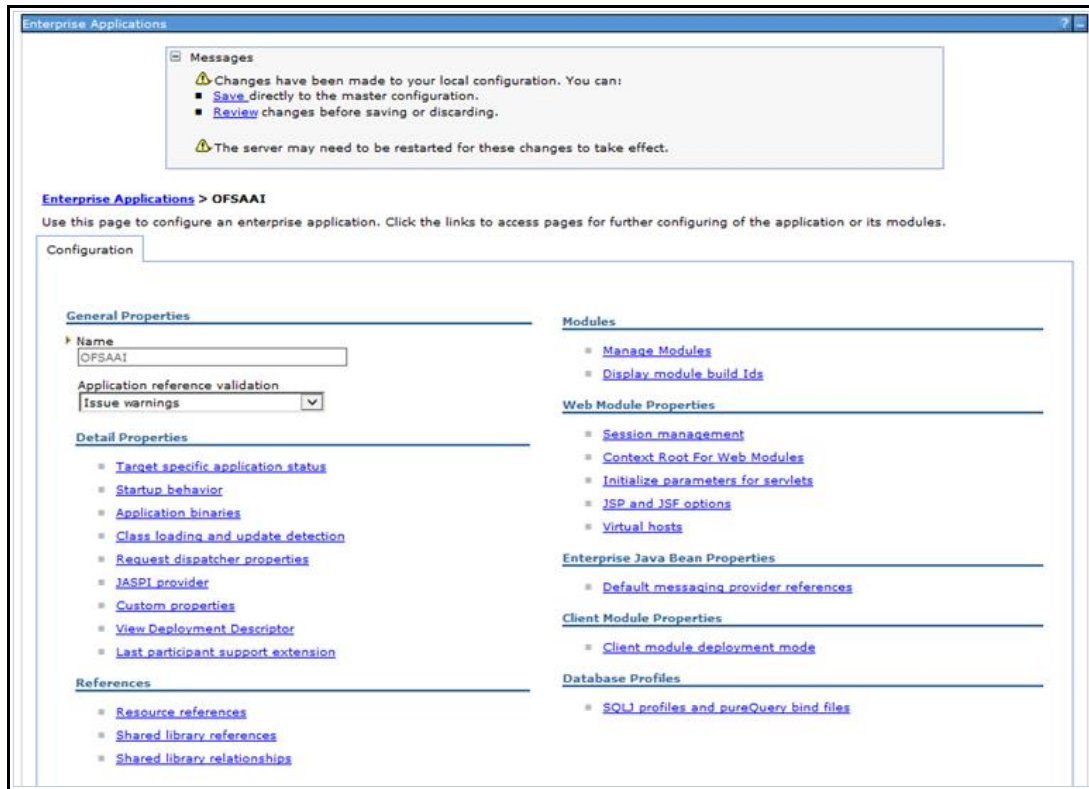 Enterprise Applications
? -
Messages
Changes have been made to your local configuration. You can:
Save directly to the master configuration.
Review changes before saving or discarding.
The server may need to be restarted for these changes to take effect.
Enterprise Applications > OFSAAI
Use this page to configure an enterprise application. Click the links to access pages for further configuring of the application or its modules.
Configuration
General Properties
Name
OFSAAI
Application reference validation
Issue warnings
Detail Properties
Target specific application status
Startup behavior
Application binaries
Class loading and update detection
Request dispatcher properties
JASPI provider
Custom properties
View Deployment Descriptor
Last participant support extension
References
Resource references
Shared library references
Shared library relationships
Modules
Manage Modules
Display module build Ids
Web Module Properties
Session management
Context Root For Web Modules
Initialize parameters for servlets
JSP and JSF options
Virtual hosts
Enterprise Java Bean Properties
Default messaging provider references
Client Module Properties
Client module deployment mode
Database Profiles
SQLJ profiles and pureQuery bind files